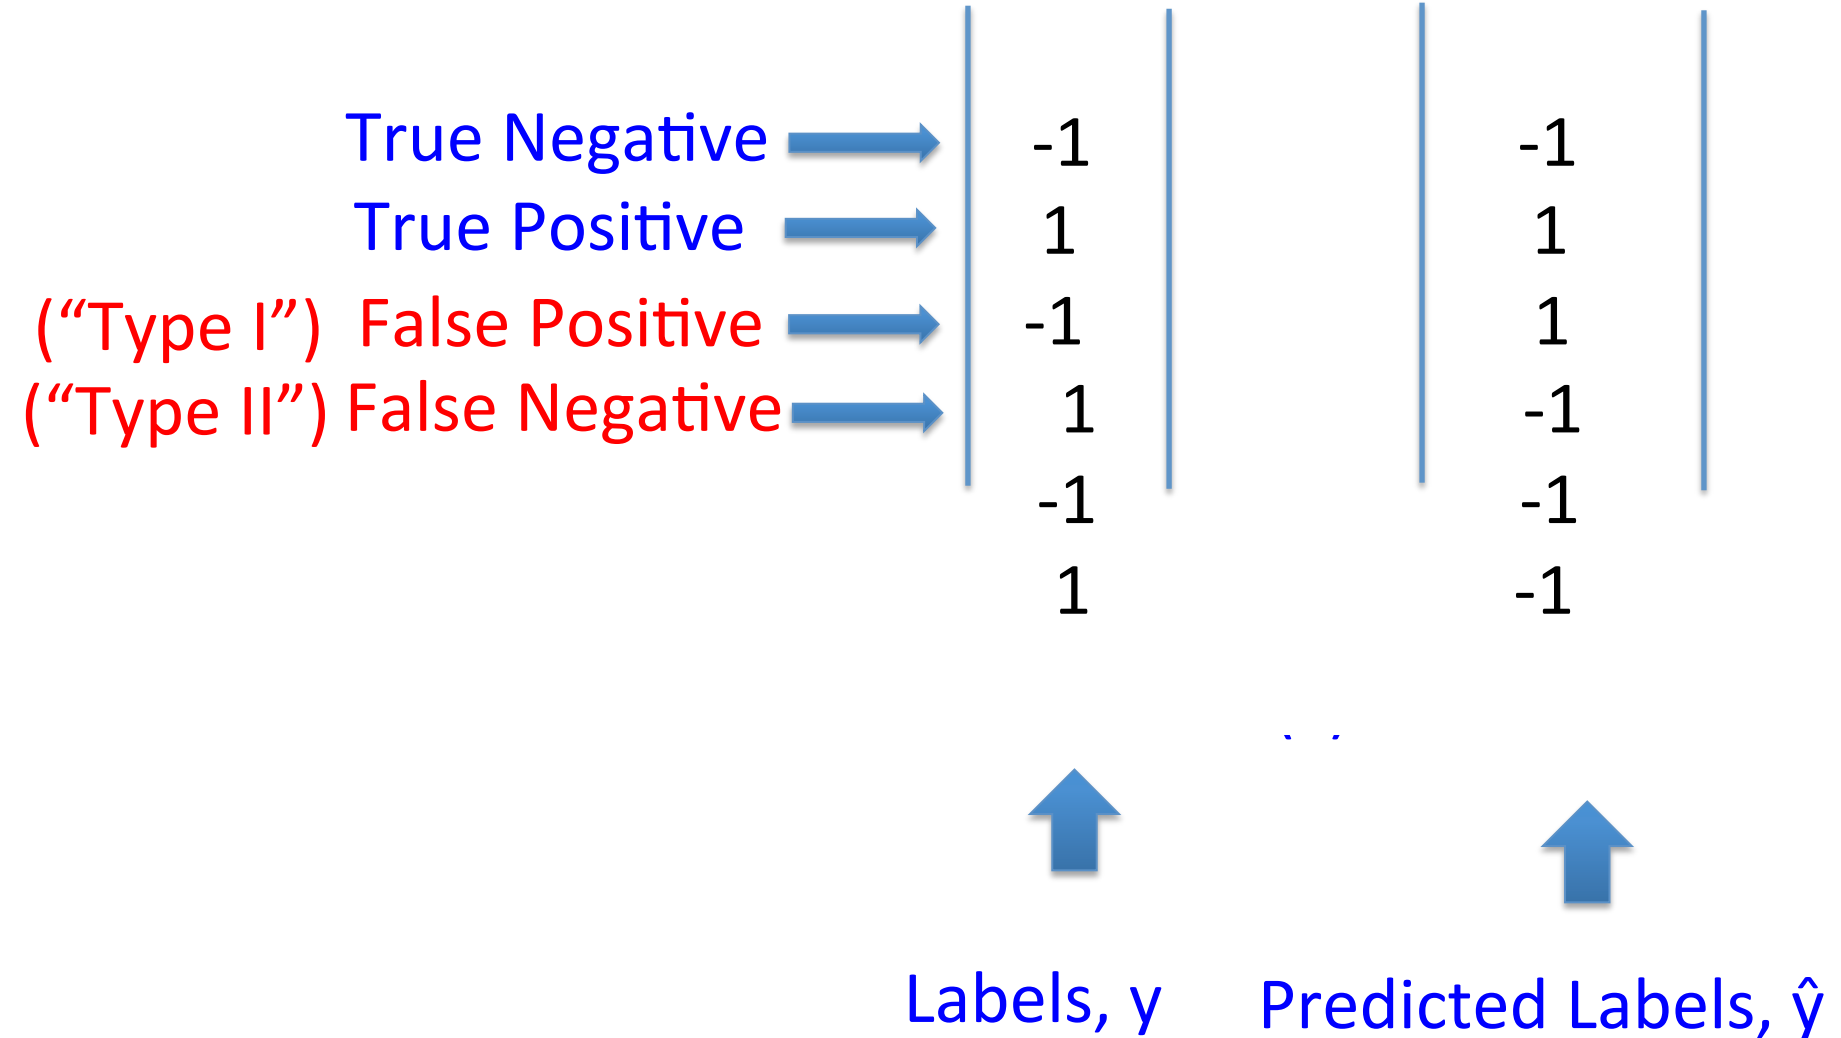 True Negative -1 -1
True Positive 1 1
(“Type I”) False Positive -1 1
(“Type II”) False Negative 1 -1
-1 -1
1 -1
Labels, y Predicted Labels, ŷ